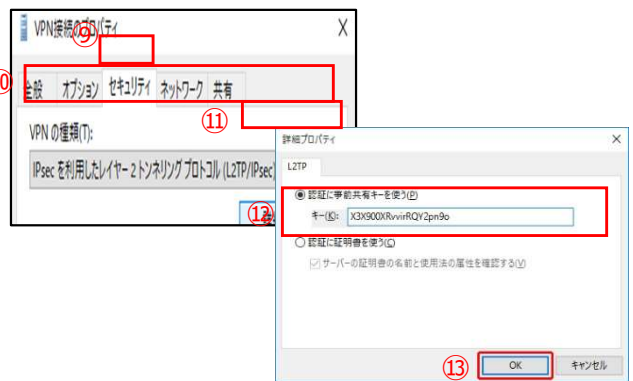 VPN接続のプロパティ
⑨
全般 オプション セキュリティ ネットワーク 共有
⑪
VPN の種類(T):
IPsec を利用したレイヤー 2 トンネリング プロトコル (L2TP/IPsec)
⑫
詳細プロパティ
L2TP
認証に事前共有キーを使う(P)
キー(K): X3X900XRvvirRQY2pn9o
認証に証明書を使う(C)
サーバーの証明書の名前と使用法の属性を確認する(V)
⑬
OK キャンセル